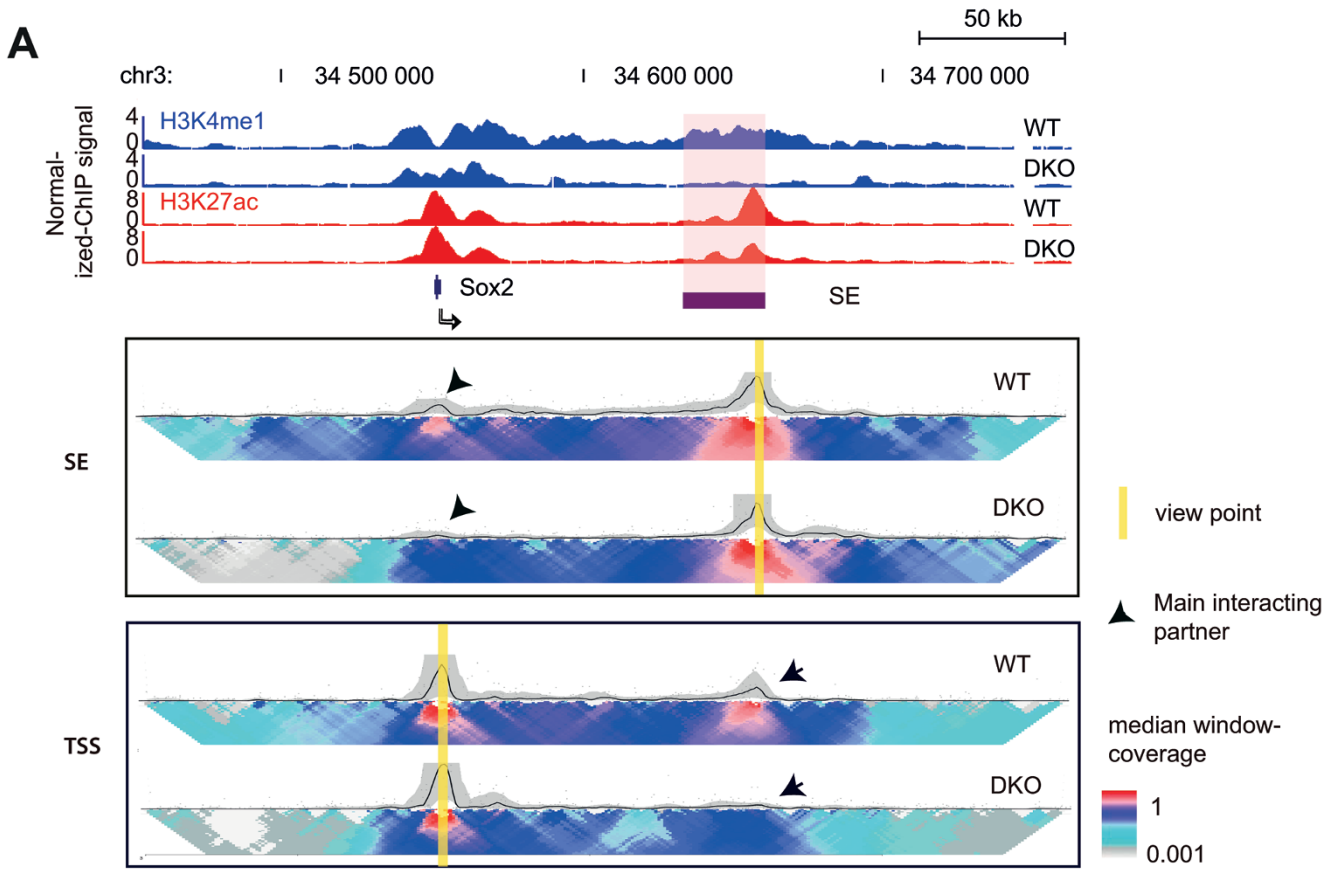 A
50 kb
chr3: 34 500 000 34 600 000 34 700 000
Normal-
ized-ChIP signal
4
0
H3K4me1
WT
4
0
DKO
8
0
H3K27ac
WT
8
0
DKO
Sox2
SE
WT
SE
DKO
view point
Main interacting
partner
WT
TSS
DKO
median window-
coverage
1
0.001